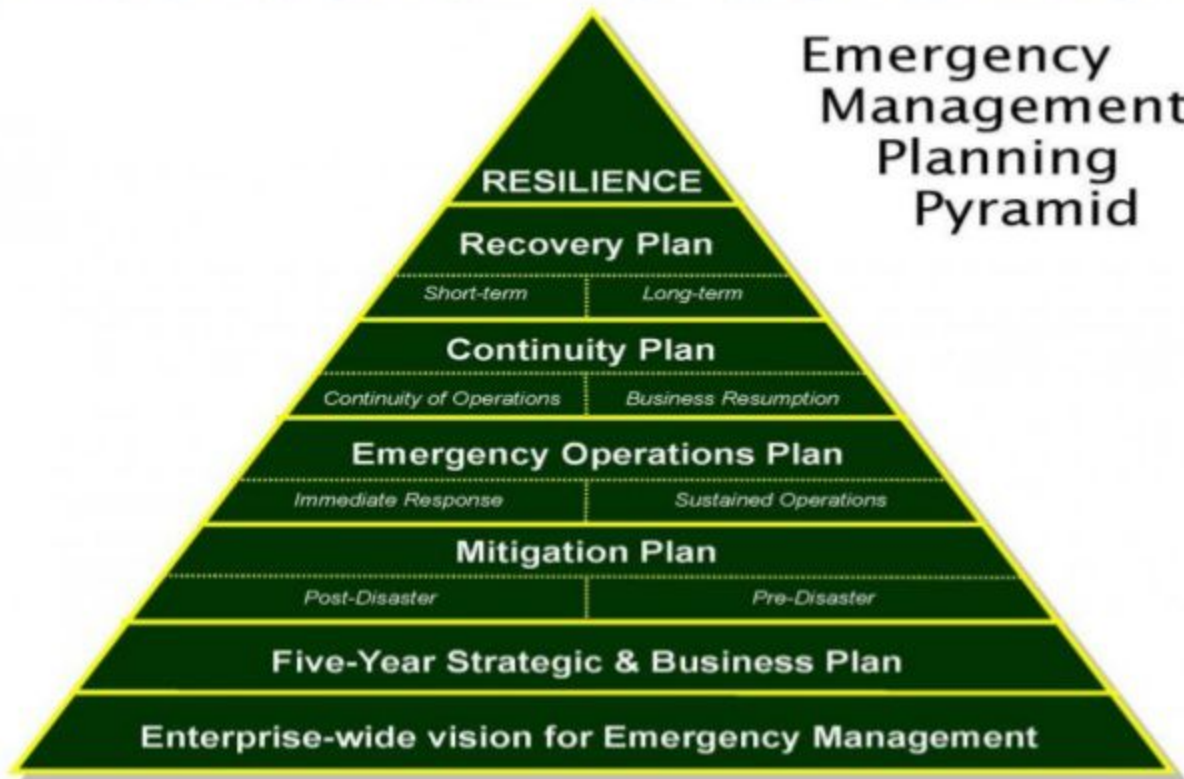 Emergency
Management
Planning
Pyramid
RESILIENCE
Recovery Plan
Short-term Long-term
Continuity Plan
Continuity of Operations Business Resumption
Emergency Operations Plan
Immediate Response Sustained Operations
Mitigation Plan
Post-Disaster Pre-Disaster
Five-Year Strategic & Business Plan
Enterprise-wide vision for Emergency Management